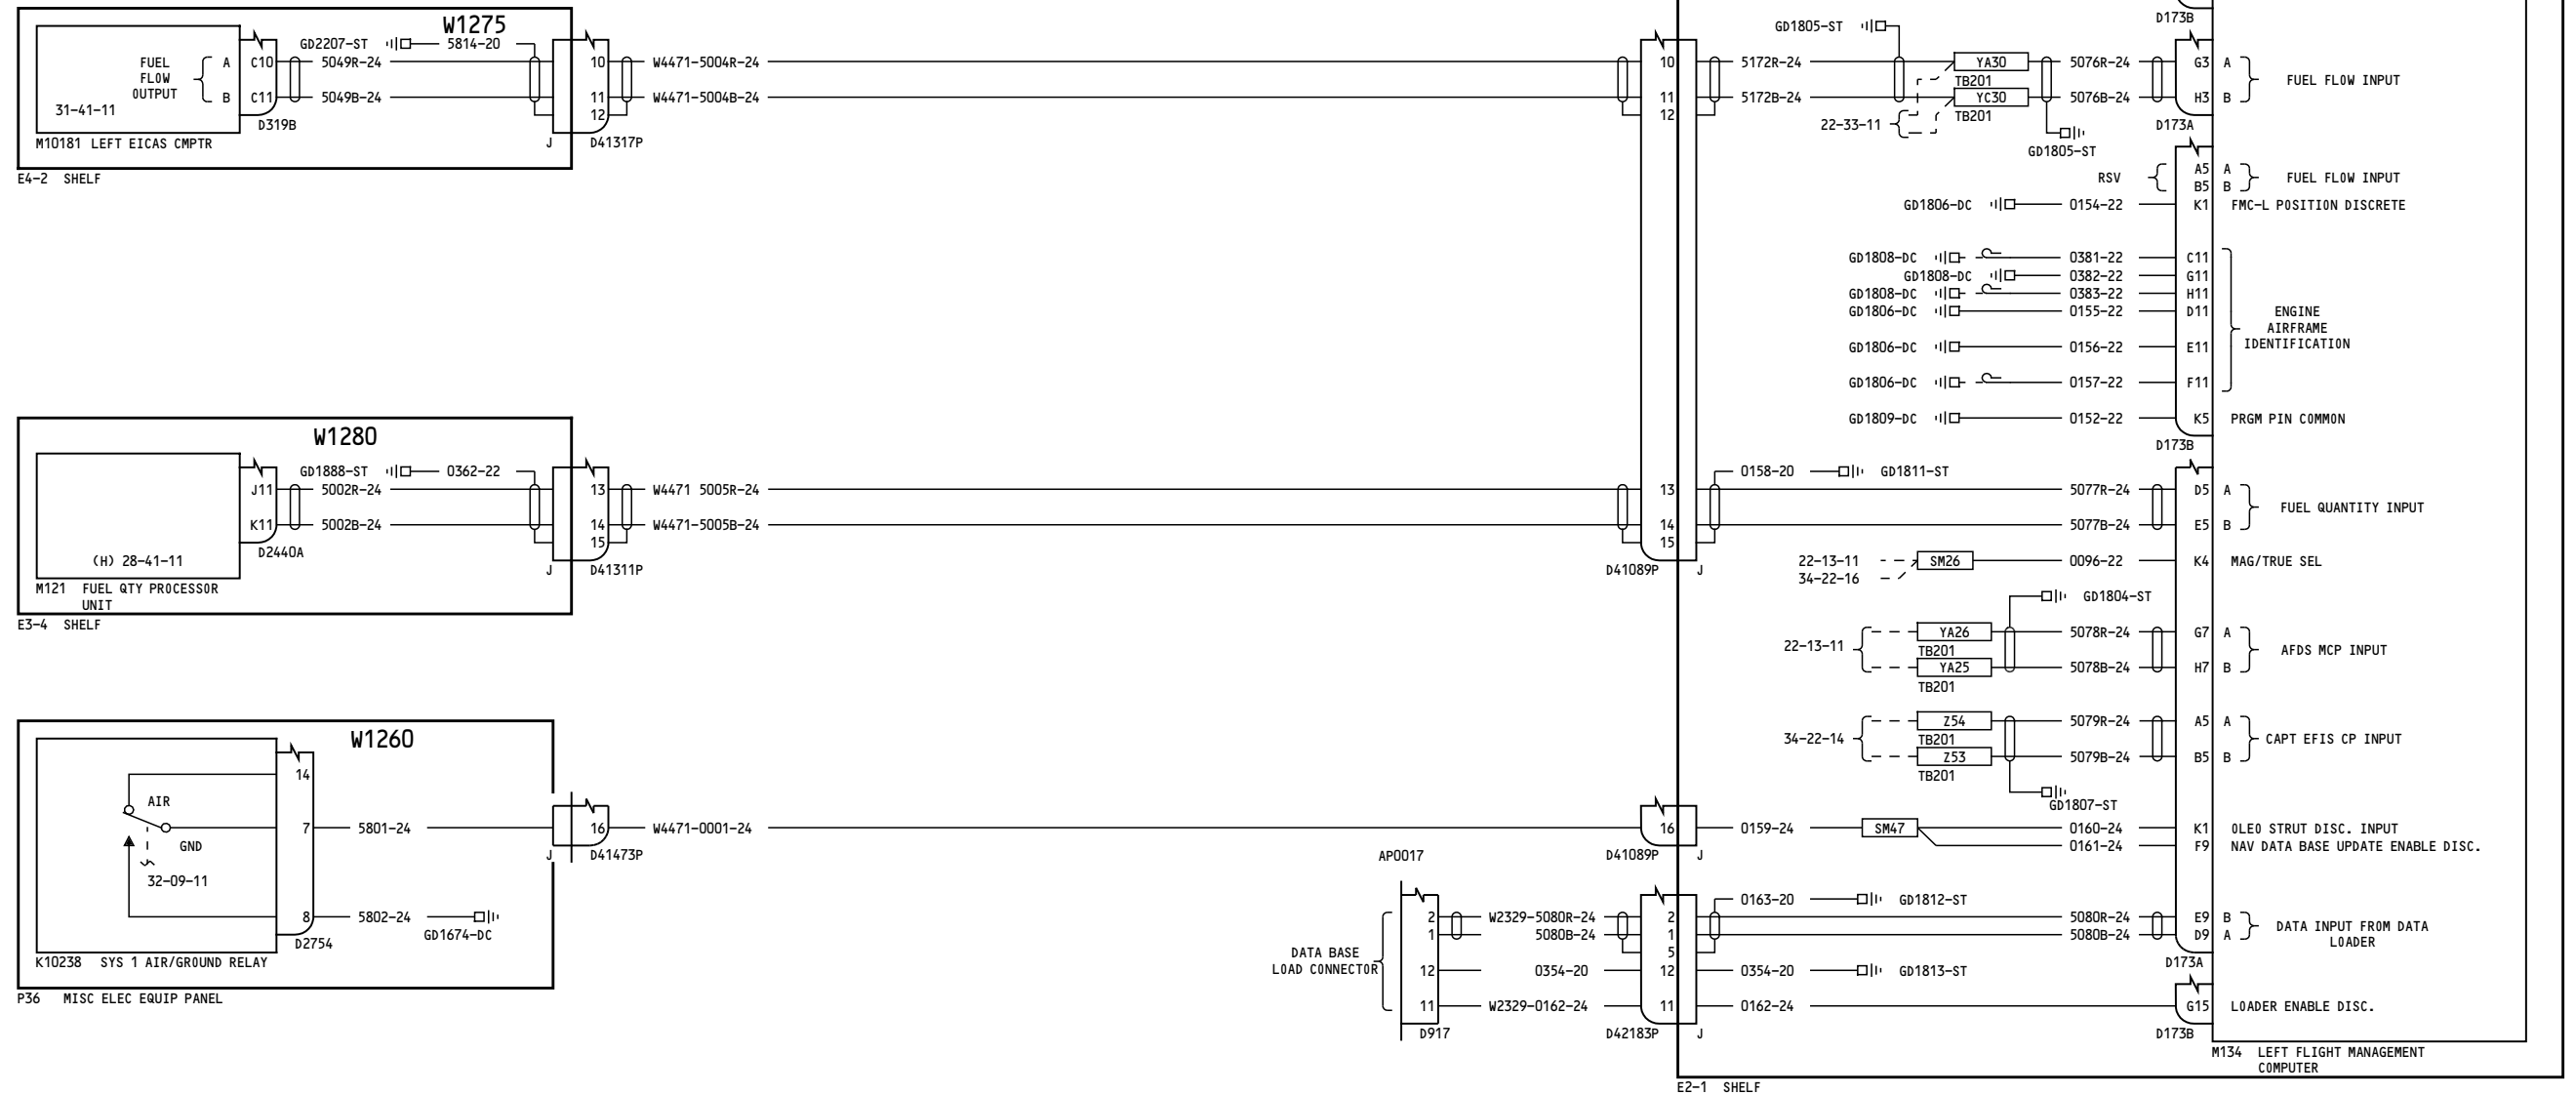 W1275
GD2207-ST 5814-20
FUEL
FLOW
OUTPUT
A C10 5049R-24 10 W4471-5004R-24
B C11 5049B-24 11 W4471-5004B-24
12
31-41-11
D319B
M10181 LEFT EICAS CMPTR
J D41317P
E4-2 SHELF
W1280
GD1888-ST 0362-22
J11 5002R-24 13 W4471 5005R-24
K11 5002B-24 14 W4471-5005B-24
15
D2440A
(H) 28-41-11
J D41311P
M121 FUEL QTY PROCESSOR
UNIT
E3-4 SHELF
W1260
14
AIR
7 5801-24 16 W4471-0001-24
GND
J D41473P
32-09-11
8 5802-24
GD1674-DC
D2754
K10238 SYS 1 AIR/GROUND RELAY
P36 MISC ELEC EQUIP PANEL
AP0017
DATA BASE
LOAD CONNECTOR
2 W2329-5080R-24 2
1 5080B-24 1
5
12 0354-20 12
11 W2329-0162-24 11
D917 D42183P J
D173B
GD1805-ST
10 5172R-24 YA30 5076R-24 G3 A
TB201
FUEL FLOW INPUT
11 5172B-24 YC30 5076B-24 H3 B
12
TB201
22-33-11
D173A
GD1805-ST
RSV
A5 A
B5 B
FUEL FLOW INPUT
GD1806-DC 0154-22 K1 FMC-L POSITION DISCRETE
GD1808-DC 0381-22 C11
GD1808-DC 0382-22 G11
GD1808-DC 0383-22 H11
GD1806-DC 0155-22 D11
GD1806-DC 0156-22 E11
GD1806-DC 0157-22 F11
ENGINE
AIRFRAME
IDENTIFICATION
GD1809-DC 0152-22 K5 PRGM PIN COMMON
D173B
0158-20 GD1811-ST
13 5077R-24 D5 A
FUEL QUANTITY INPUT
14 5077B-24 E5 B
15
D41089P J
22-13-11 SM26 0096-22 K4 MAG/TRUE SEL
34-22-16
GD1804-ST
YA26 5078R-24 G7 A
22-13-11 TB201 AFDS MCP INPUT
YA25 5078B-24 H7 B
TB201
Z54 5079R-24 A5 A
34-22-14 TB201 CAPT EFIS CP INPUT
Z53 5079B-24 B5 B
TB201
GD1807-ST
16 0159-24 SM47 0160-24 K1 OLEO STRUT DISC. INPUT
0161-24 F9 NAV DATA BASE UPDATE ENABLE DISC.
D41089P J
0163-20 GD1812-ST
5080R-24 E9 B
5080B-24 D9 A
DATA INPUT FROM DATA
LOADER
D173A
0354-20 GD1813-ST
0162-24 G15 LOADER ENABLE DISC.
D173B
M134 LEFT FLIGHT MANAGEMENT
COMPUTER
E2-1 SHELF